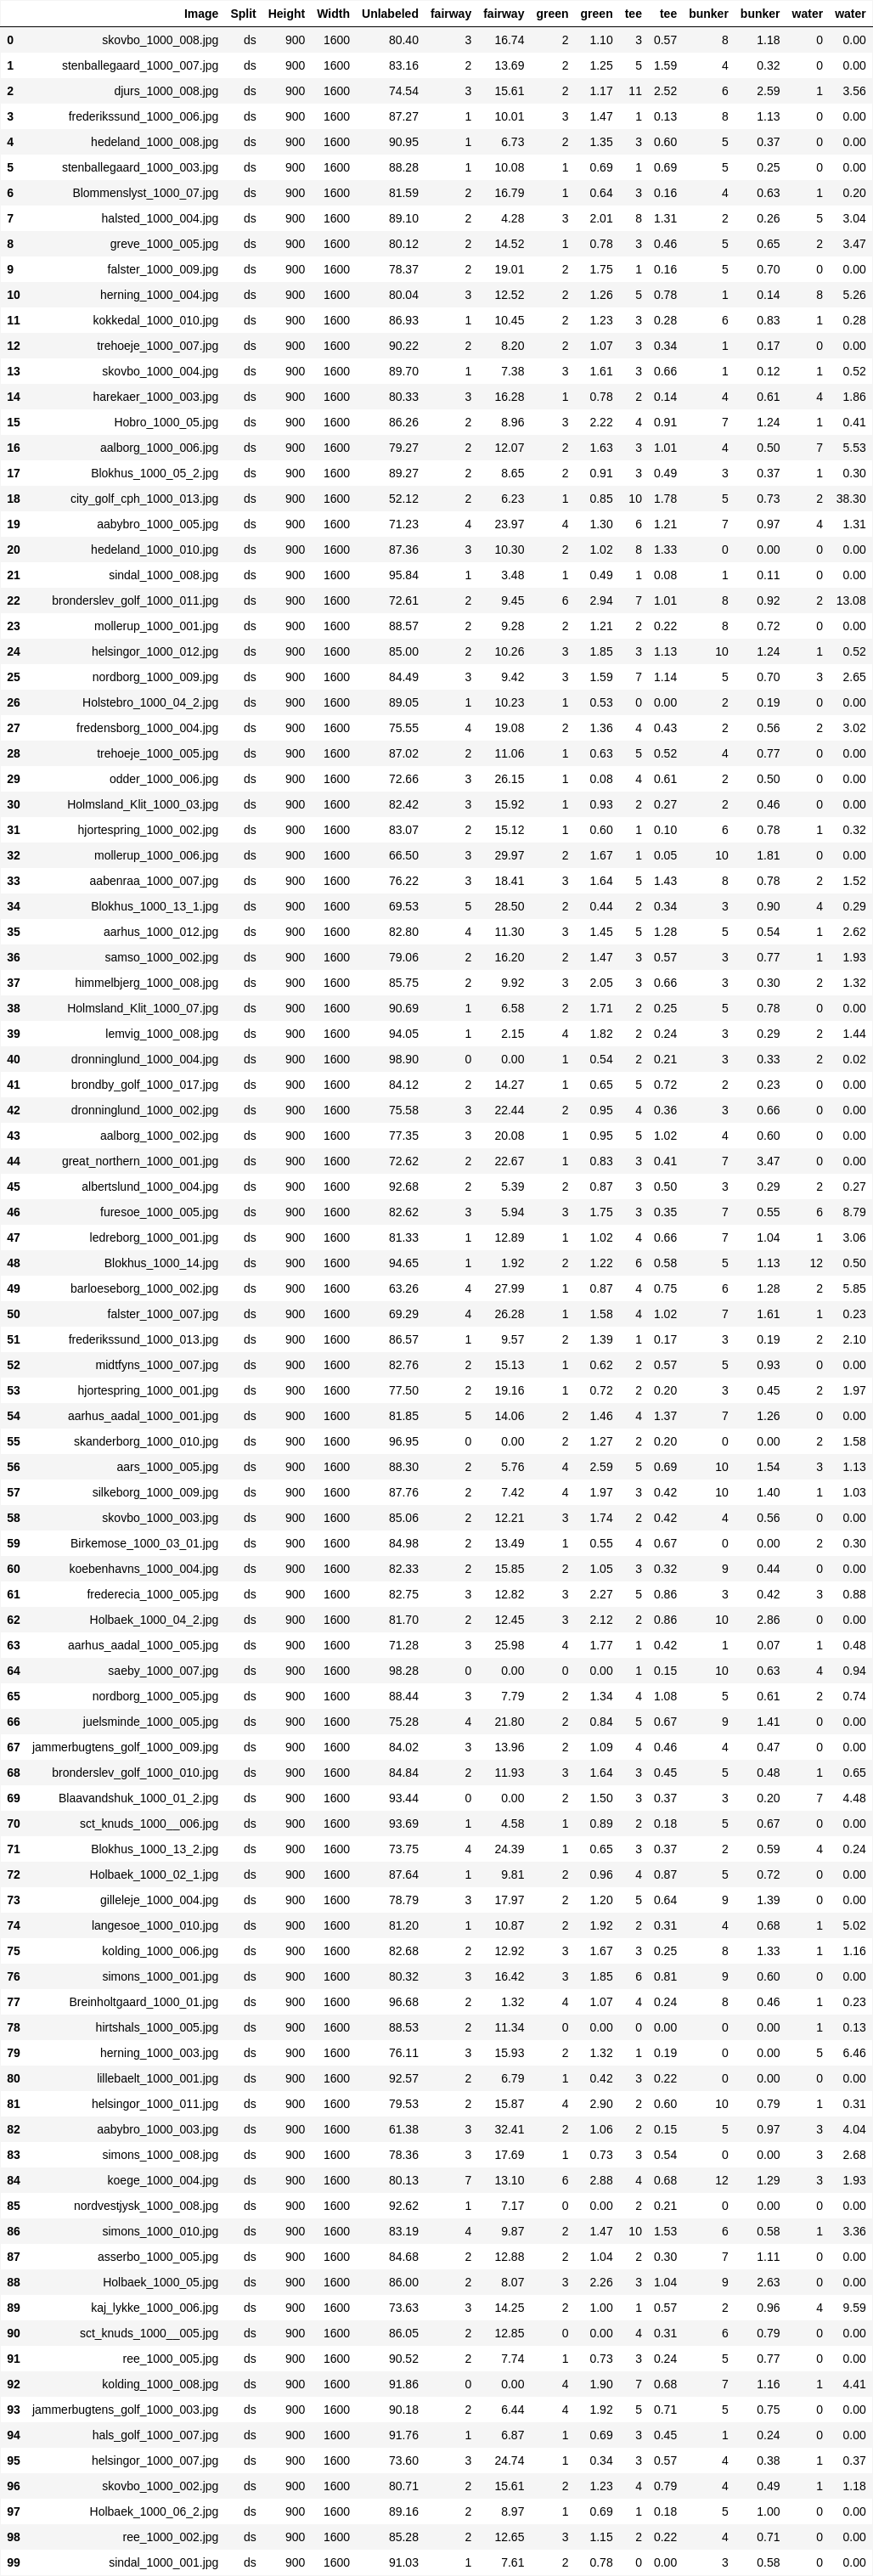 Image Split Height Width Unlabeled fairway fairway green green tee tee bunker bunker water water
0 skovbo_1000_008.jpg ds 900 1600 80.40 3 16.74 2 1.10 3 0.57 8 1.18 0 0.00
1 stenballegaard_1000_007.jpg ds 900 1600 83.16 2 13.69 2 1.25 5 1.59 4 0.32 0 0.00
2 djurs_1000_008.jpg ds 900 1600 74.54 3 15.61 2 1.17 11 2.52 6 2.59 1 3.56
3 frederikssund_1000_006.jpg ds 900 1600 87.27 1 10.01 3 1.47 1 0.13 8 1.13 0 0.00
4 hedeland_1000_008.jpg ds 900 1600 90.95 1 6.73 2 1.35 3 0.60 5 0.37 0 0.00
5 stenballegaard_1000_003.jpg ds 900 1600 88.28 1 10.08 1 0.69 1 0.69 5 0.25 0 0.00
6 Blommenslyst_1000_07.jpg ds 900 1600 81.59 2 16.79 1 0.64 3 0.16 4 0.63 1 0.20
7 halsted_1000_004.jpg ds 900 1600 89.10 2 4.28 3 2.01 8 1.31 2 0.26 5 3.04
8 greve_1000_005.jpg ds 900 1600 80.12 2 14.52 1 0.78 3 0.46 5 0.65 2 3.47
9 falster_1000_009.jpg ds 900 1600 78.37 2 19.01 2 1.75 1 0.16 5 0.70 0 0.00
10 herning_1000_004.jpg ds 900 1600 80.04 3 12.52 2 1.26 5 0.78 1 0.14 8 5.26
11 kokkedal_1000_010.jpg ds 900 1600 86.93 1 10.45 2 1.23 3 0.28 6 0.83 1 0.28
12 trehoeje_1000_007.jpg ds 900 1600 90.22 2 8.20 2 1.07 3 0.34 1 0.17 0 0.00
13 skovbo_1000_004.jpg ds 900 1600 89.70 1 7.38 3 1.61 3 0.66 1 0.12 1 0.52
14 harekaer_1000_003.jpg ds 900 1600 80.33 3 16.28 1 0.78 2 0.14 4 0.61 4 1.86
15 Hobro_1000_05.jpg ds 900 1600 86.26 2 8.96 3 2.22 4 0.91 7 1.24 1 0.41
16 aalborg_1000_006.jpg ds 900 1600 79.27 2 12.07 2 1.63 3 1.01 4 0.50 7 5.53
17 Blokhus_1000_05_2.jpg ds 900 1600 89.27 2 8.65 2 0.91 3 0.49 3 0.37 1 0.30
18 city_golf_cph_1000_013.jpg ds 900 1600 52.12 2 6.23 1 0.85 10 1.78 5 0.73 2 38.30
19 aabybro_1000_005.jpg ds 900 1600 71.23 4 23.97 4 1.30 6 1.21 7 0.97 4 1.31
20 hedeland_1000_010.jpg ds 900 1600 87.36 3 10.30 2 1.02 8 1.33 0 0.00 0 0.00
21 sindal_1000_008.jpg ds 900 1600 95.84 1 3.48 1 0.49 1 0.08 1 0.11 0 0.00
22 bronderslev_golf_1000_011.jpg ds 900 1600 72.61 2 9.45 6 2.94 7 1.01 8 0.92 2 13.08
23 mollerup_1000_001.jpg ds 900 1600 88.57 2 9.28 2 1.21 2 0.22 8 0.72 0 0.00
24 helsingor_1000_012.jpg ds 900 1600 85.00 2 10.26 3 1.85 3 1.13 10 1.24 1 0.52
25 nordborg_1000_009.jpg ds 900 1600 84.49 3 9.42 3 1.59 7 1.14 5 0.70 3 2.65
26 Holstebro_1000_04_2.jpg ds 900 1600 89.05 1 10.23 1 0.53 0 0.00 2 0.19 0 0.00
27 fredensborg_1000_004.jpg ds 900 1600 75.55 4 19.08 2 1.36 4 0.43 2 0.56 2 3.02
28 trehoeje_1000_005.jpg ds 900 1600 87.02 2 11.06 1 0.63 5 0.52 4 0.77 0 0.00
29 odder_1000_006.jpg ds 900 1600 72.66 3 26.15 1 0.08 4 0.61 2 0.50 0 0.00
30 Holmsland_Klit_1000_03.jpg ds 900 1600 82.42 3 15.92 1 0.93 2 0.27 2 0.46 0 0.00
31 hjortespring_1000_002.jpg ds 900 1600 83.07 2 15.12 1 0.60 1 0.10 6 0.78 1 0.32
32 mollerup_1000_006.jpg ds 900 1600 66.50 3 29.97 2 1.67 1 0.05 10 1.81 0 0.00
33 aabenraa_1000_007.jpg ds 900 1600 76.22 3 18.41 3 1.64 5 1.43 8 0.78 2 1.52
34 Blokhus_1000_13_1.jpg ds 900 1600 69.53 5 28.50 2 0.44 2 0.34 3 0.90 4 0.29
35 aarhus_1000_012.jpg ds 900 1600 82.80 4 11.30 3 1.45 5 1.28 5 0.54 1 2.62
36 samso_1000_002.jpg ds 900 1600 79.06 2 16.20 2 1.47 3 0.57 3 0.77 1 1.93
37 himmelbjerg_1000_008.jpg ds 900 1600 85.75 2 9.92 3 2.05 3 0.66 3 0.30 2 1.32
38 Holmsland_Klit_1000_07.jpg ds 900 1600 90.69 1 6.58 2 1.71 2 0.25 5 0.78 0 0.00
39 lemvig_1000_008.jpg ds 900 1600 94.05 1 2.15 4 1.82 2 0.24 3 0.29 2 1.44
40 dronninglund_1000_004.jpg ds 900 1600 98.90 0 0.00 1 0.54 2 0.21 3 0.33 2 0.02
41 brondby_golf_1000_017.jpg ds 900 1600 84.12 2 14.27 1 0.65 5 0.72 2 0.23 0 0.00
42 dronninglund_1000_002.jpg ds 900 1600 75.58 3 22.44 2 0.95 4 0.36 3 0.66 0 0.00
43 aalborg_1000_002.jpg ds 900 1600 77.35 3 20.08 1 0.95 5 1.02 4 0.60 0 0.00
44 great_northern_1000_001.jpg ds 900 1600 72.62 2 22.67 1 0.83 3 0.41 7 3.47 0 0.00
45 albertslund_1000_004.jpg ds 900 1600 92.68 2 5.39 2 0.87 3 0.50 3 0.29 2 0.27
46 furesoe_1000_005.jpg ds 900 1600 82.62 3 5.94 3 1.75 3 0.35 7 0.55 6 8.79
47 ledreborg_1000_001.jpg ds 900 1600 81.33 1 12.89 1 1.02 4 0.66 7 1.04 1 3.06
48 Blokhus_1000_14.jpg ds 900 1600 94.65 1 1.92 2 1.22 6 0.58 5 1.13 12 0.50
49 barloeseborg_1000_002.jpg ds 900 1600 63.26 4 27.99 1 0.87 4 0.75 6 1.28 2 5.85
50 falster_1000_007.jpg ds 900 1600 69.29 4 26.28 1 1.58 4 1.02 7 1.61 1 0.23
51 frederikssund_1000_013.jpg ds 900 1600 86.57 1 9.57 2 1.39 1 0.17 3 0.19 2 2.10
52 midtfyns_1000_007.jpg ds 900 1600 82.76 2 15.13 1 0.62 2 0.57 5 0.93 0 0.00
53 hjortespring_1000_001.jpg ds 900 1600 77.50 2 19.16 1 0.72 2 0.20 3 0.45 2 1.97
54 aarhus_aadal_1000_001.jpg ds 900 1600 81.85 5 14.06 2 1.46 4 1.37 7 1.26 0 0.00
55 skanderborg_1000_010.jpg ds 900 1600 96.95 0 0.00 2 1.27 2 0.20 0 0.00 2 1.58
56 aars_1000_005.jpg ds 900 1600 88.30 2 5.76 4 2.59 5 0.69 10 1.54 3 1.13
57 silkeborg_1000_009.jpg ds 900 1600 87.76 2 7.42 4 1.97 3 0.42 10 1.40 1 1.03
58 skovbo_1000_003.jpg ds 900 1600 85.06 2 12.21 3 1.74 2 0.42 4 0.56 0 0.00
59 Birkemose_1000_03_01.jpg ds 900 1600 84.98 2 13.49 1 0.55 4 0.67 0 0.00 2 0.30
60 koebenhavns_1000_004.jpg ds 900 1600 82.33 2 15.85 2 1.05 3 0.32 9 0.44 0 0.00
61 frederecia_1000_005.jpg ds 900 1600 82.75 3 12.82 3 2.27 5 0.86 3 0.42 3 0.88
62 Holbaek_1000_04_2.jpg ds 900 1600 81.70 2 12.45 3 2.12 2 0.86 10 2.86 0 0.00
63 aarhus_aadal_1000_005.jpg ds 900 1600 71.28 3 25.98 4 1.77 1 0.42 1 0.07 1 0.48
64 saeby_1000_007.jpg ds 900 1600 98.28 0 0.00 0 0.00 1 0.15 10 0.63 4 0.94
65 nordborg_1000_005.jpg ds 900 1600 88.44 3 7.79 2 1.34 4 1.08 5 0.61 2 0.74
66 juelsminde_1000_005.jpg ds 900 1600 75.28 4 21.80 2 0.84 5 0.67 9 1.41 0 0.00
67 jammerbugtens_golf_1000_009.jpg ds 900 1600 84.02 3 13.96 2 1.09 4 0.46 4 0.47 0 0.00
68 bronderslev_golf_1000_010.jpg ds 900 1600 84.84 2 11.93 3 1.64 3 0.45 5 0.48 1 0.65
69 Blaavandshuk_1000_01_2.jpg ds 900 1600 93.44 0 0.00 2 1.50 3 0.37 3 0.20 7 4.48
70 sct_knuds_1000__006.jpg ds 900 1600 93.69 1 4.58 1 0.89 2 0.18 5 0.67 0 0.00
71 Blokhus_1000_13_2.jpg ds 900 1600 73.75 4 24.39 1 0.65 3 0.37 2 0.59 4 0.24
72 Holbaek_1000_02_1.jpg ds 900 1600 87.64 1 9.81 2 0.96 4 0.87 5 0.72 0 0.00
73 gilleleje_1000_004.jpg ds 900 1600 78.79 3 17.97 2 1.20 5 0.64 9 1.39 0 0.00
74 langesoe_1000_010.jpg ds 900 1600 81.20 1 10.87 2 1.92 2 0.31 4 0.68 1 5.02
75 kolding_1000_006.jpg ds 900 1600 82.68 2 12.92 3 1.67 3 0.25 8 1.33 1 1.16
76 simons_1000_001.jpg ds 900 1600 80.32 3 16.42 3 1.85 6 0.81 9 0.60 0 0.00
77 Breinholtgaard_1000_01.jpg ds 900 1600 96.68 2 1.32 4 1.07 4 0.24 8 0.46 1 0.23
78 hirtshals_1000_005.jpg ds 900 1600 88.53 2 11.34 0 0.00 0 0.00 0 0.00 1 0.13
79 herning_1000_003.jpg ds 900 1600 76.11 3 15.93 2 1.32 1 0.19 0 0.00 5 6.46
80 lillebaelt_1000_001.jpg ds 900 1600 92.57 2 6.79 1 0.42 3 0.22 0 0.00 0 0.00
81 helsingor_1000_011.jpg ds 900 1600 79.53 2 15.87 4 2.90 2 0.60 10 0.79 1 0.31
82 aabybro_1000_003.jpg ds 900 1600 61.38 3 32.41 2 1.06 2 0.15 5 0.97 3 4.04
83 simons_1000_008.jpg ds 900 1600 78.36 3 17.69 1 0.73 3 0.54 0 0.00 3 2.68
84 koege_1000_004.jpg ds 900 1600 80.13 7 13.10 6 2.88 4 0.68 12 1.29 3 1.93
85 nordvestjysk_1000_008.jpg ds 900 1600 92.62 1 7.17 0 0.00 2 0.21 0 0.00 0 0.00
86 simons_1000_010.jpg ds 900 1600 83.19 4 9.87 2 1.47 10 1.53 6 0.58 1 3.36
87 asserbo_1000_005.jpg ds 900 1600 84.68 2 12.88 2 1.04 2 0.30 7 1.11 0 0.00
88 Holbaek_1000_05.jpg ds 900 1600 86.00 2 8.07 3 2.26 3 1.04 9 2.63 0 0.00
89 kaj_lykke_1000_006.jpg ds 900 1600 73.63 3 14.25 2 1.00 1 0.57 2 0.96 4 9.59
90 sct_knuds_1000__005.jpg ds 900 1600 86.05 2 12.85 0 0.00 4 0.31 6 0.79 0 0.00
91 ree_1000_005.jpg ds 900 1600 90.52 2 7.74 1 0.73 3 0.24 5 0.77 0 0.00
92 kolding_1000_008.jpg ds 900 1600 91.86 0 0.00 4 1.90 7 0.68 7 1.16 1 4.41
93 jammerbugtens_golf_1000_003.jpg ds 900 1600 90.18 2 6.44 4 1.92 5 0.71 5 0.75 0 0.00
94 hals_golf_1000_007.jpg ds 900 1600 91.76 1 6.87 1 0.69 3 0.45 1 0.24 0 0.00
95 helsingor_1000_007.jpg ds 900 1600 73.60 3 24.74 1 0.34 3 0.57 4 0.38 1 0.37
96 skovbo_1000_002.jpg ds 900 1600 80.71 2 15.61 2 1.23 4 0.79 4 0.49 1 1.18
97 Holbaek_1000_06_2.jpg ds 900 1600 89.16 2 8.97 1 0.69 1 0.18 5 1.00 0 0.00
98 ree_1000_002.jpg ds 900 1600 85.28 2 12.65 3 1.15 2 0.22 4 0.71 0 0.00
99 sindal_1000_001.jpg ds 900 1600 91.03 1 7.61 2 0.78 0 0.00 3 0.58 0 0.00